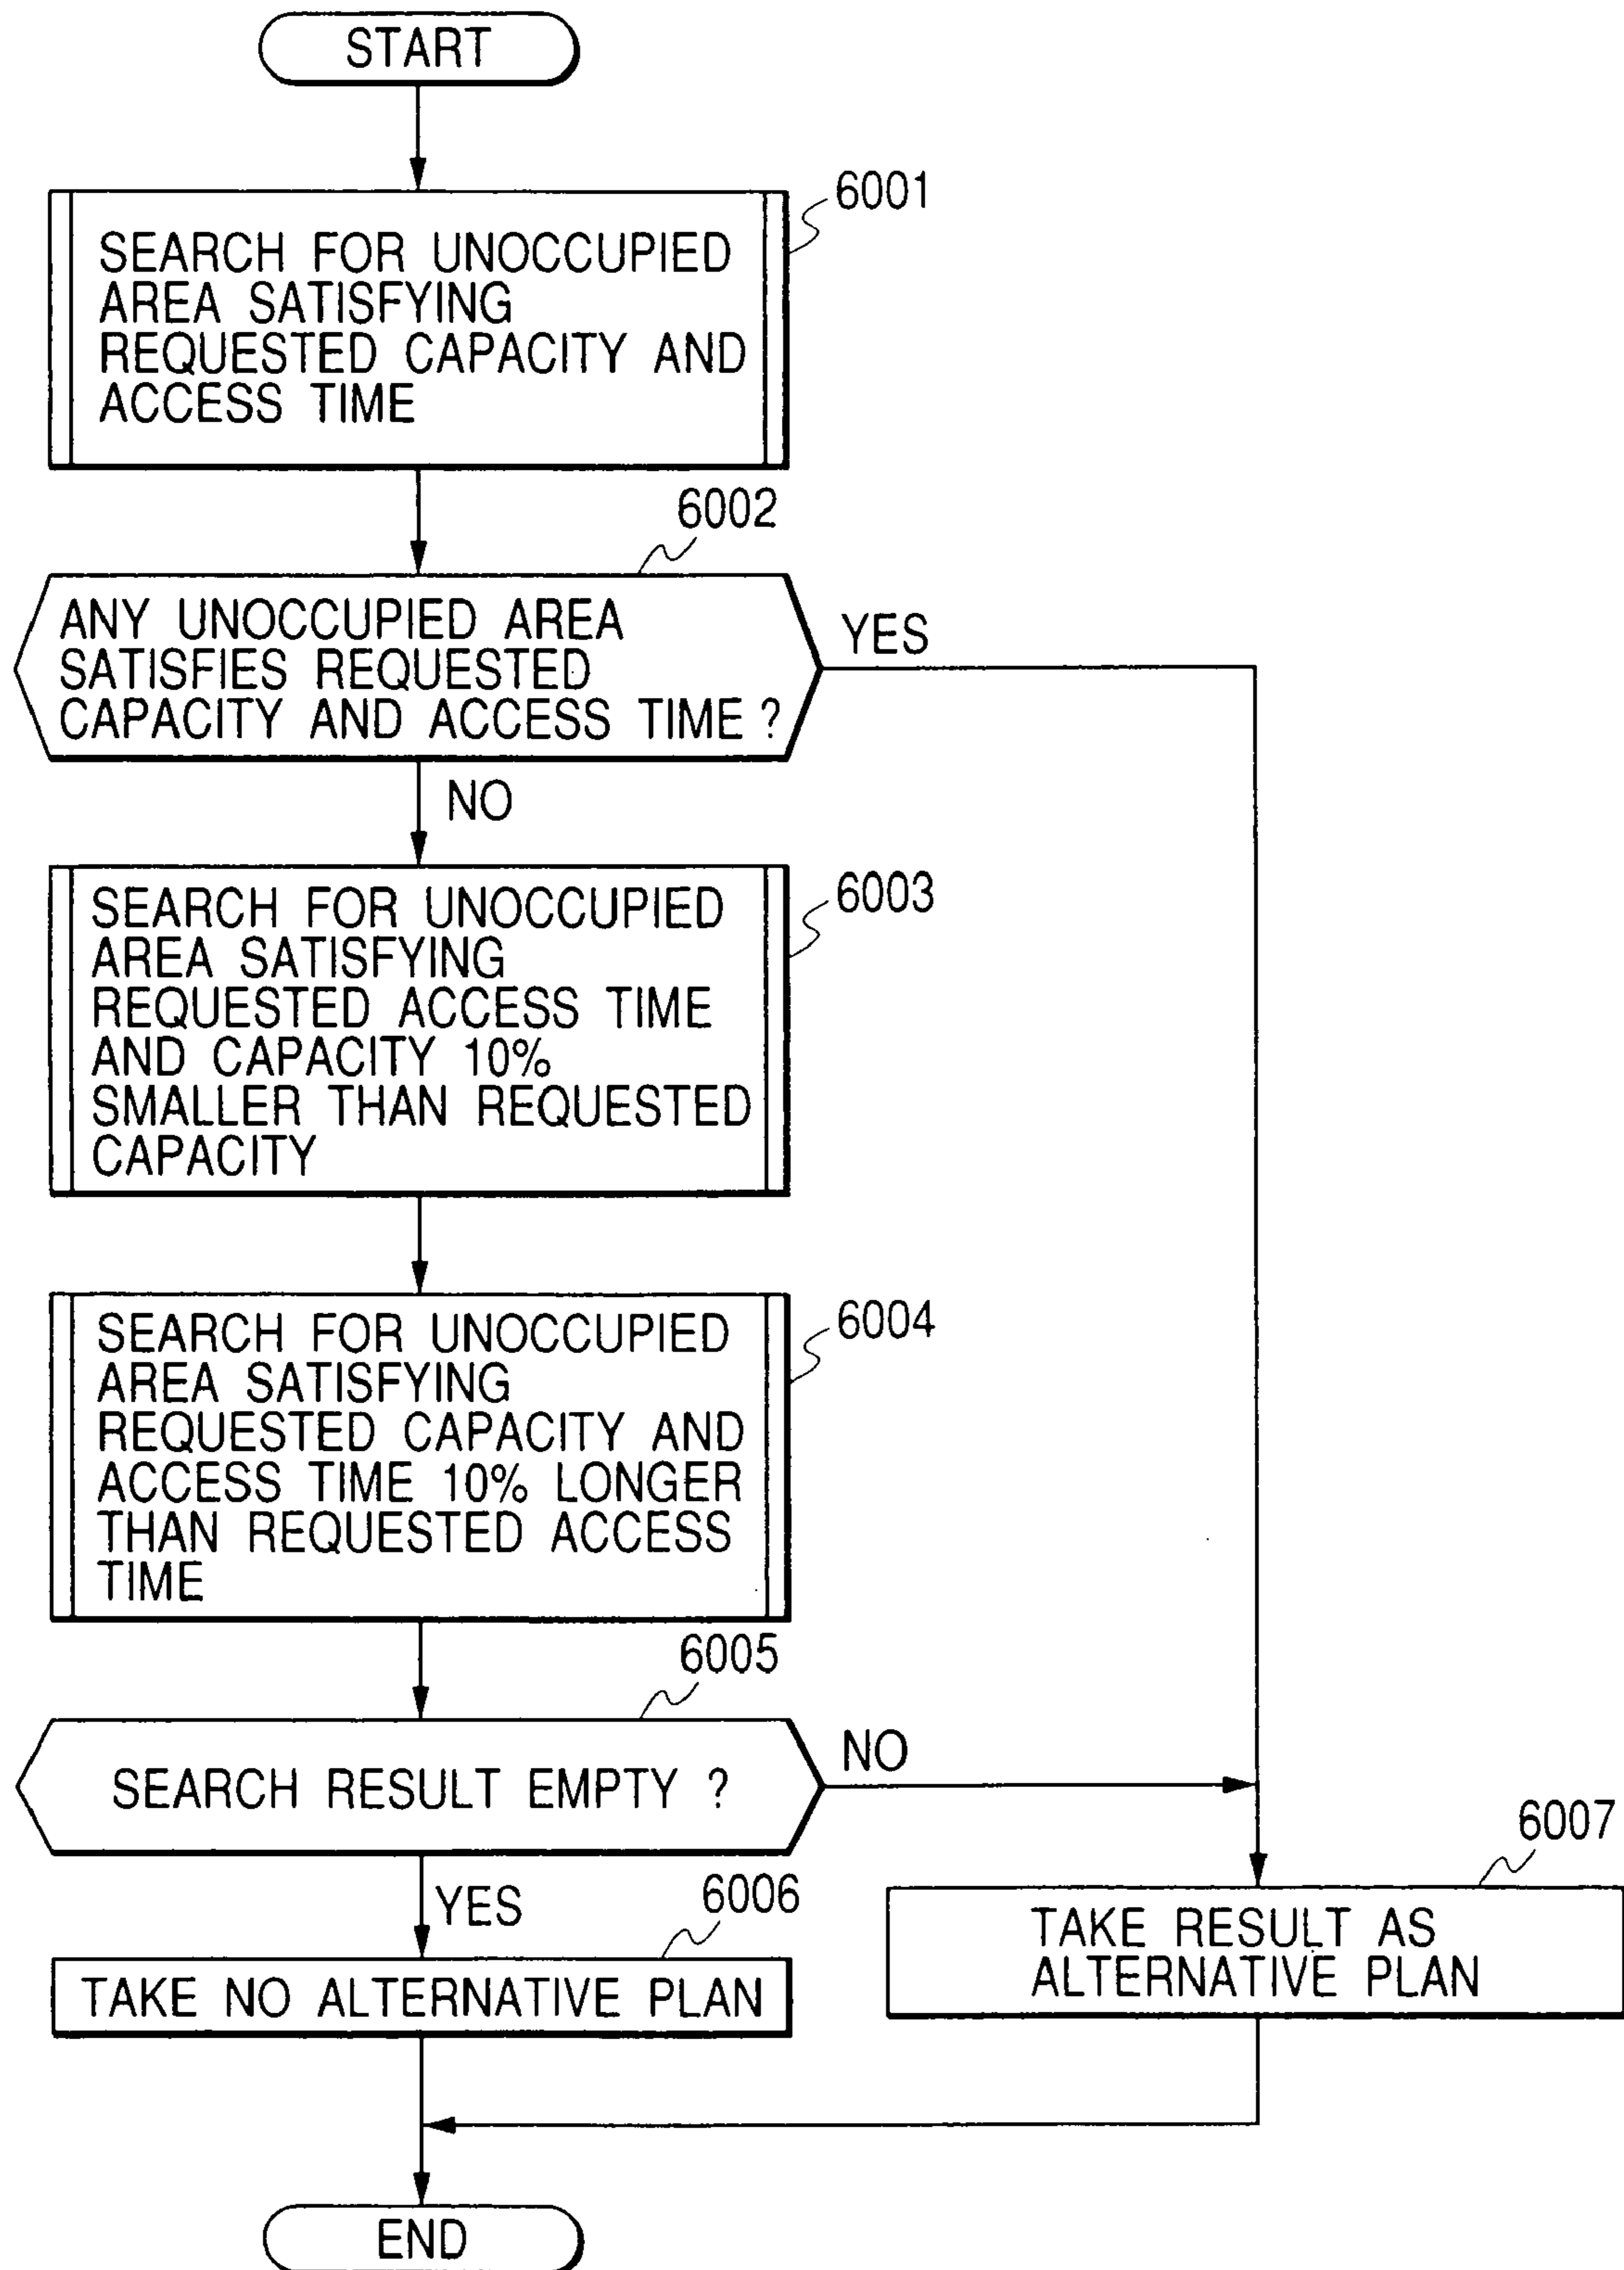 START
6001
SEARCH FOR UNOCCUPIED
AREA SATISFYING
REQUESTED CAPACITY AND
ACCESS TIME
6002
ANY UNOCCUPIED AREA
SATISFIES REQUESTED
CAPACITY AND ACCESS TIME ?
YES
NO
6003
SEARCH FOR UNOCCUPIED
AREA SATISFYING
REQUESTED ACCESS TIME
AND CAPACITY 10%
SMALLER THAN REQUESTED
CAPACITY
6004
SEARCH FOR UNOCCUPIED
AREA SATISFYING
REQUESTED CAPACITY AND
ACCESS TIME 10% LONGER
THAN REQUESTED ACCESS
TIME
6005
SEARCH RESULT EMPTY ?
NO
YES
6006
TAKE NO ALTERNATIVE PLAN
6007
TAKE RESULT AS
ALTERNATIVE PLAN
END